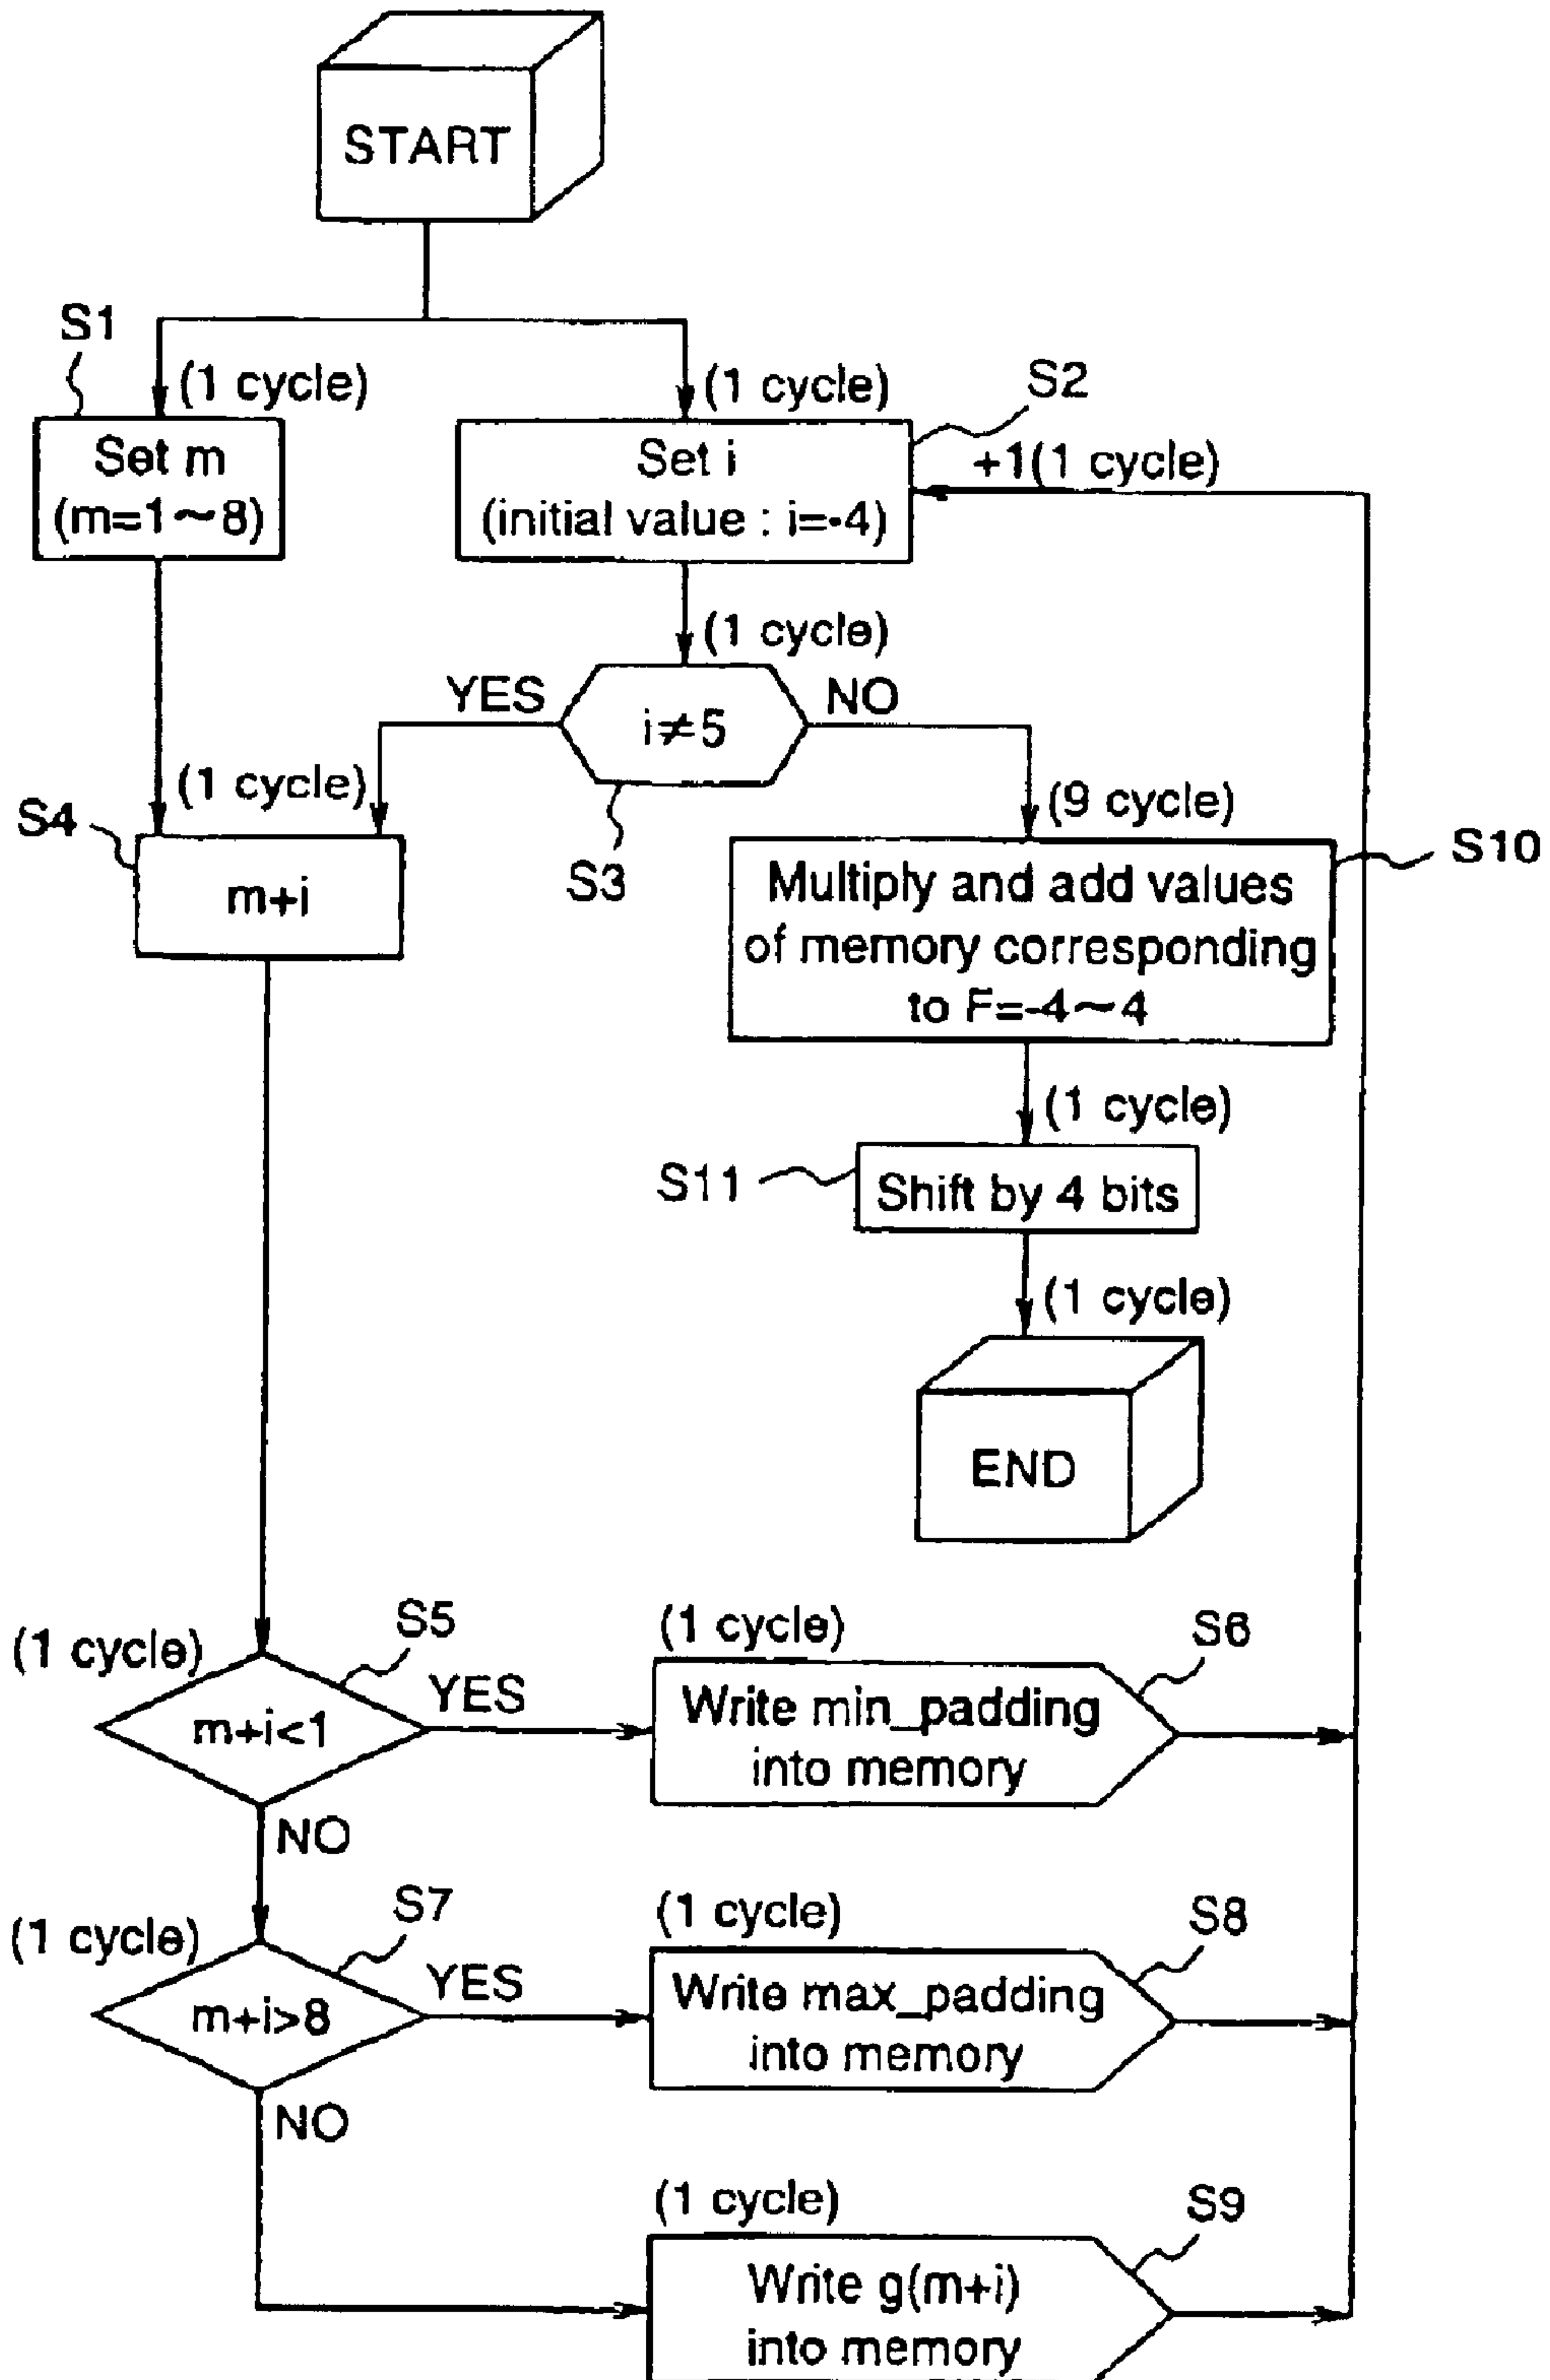 START
S1
(1 cycle)
(1 cycle)
S2
Set m
(m=1~8)
Set i
(initial value : i=-4)
+1(1 cycle)
(1 cycle)
YES
i≠5
NO
(1 cycle)
(9 cycle)
S4
m+i
S3
S10
Multiply and add values
of memory corresponding
to F=-4~4
(1 cycle)
S11
Shift by 4 bits
(1 cycle)
END
(1 cycle)
S5
m+i<1
YES
(1 cycle)
S6
Write min_padding
into memory
NO
(1 cycle)
S7
m+i>8
YES
(1 cycle)
S8
Write max_padding
into memory
NO
(1 cycle)
S9
Write g(m+i)
into memory